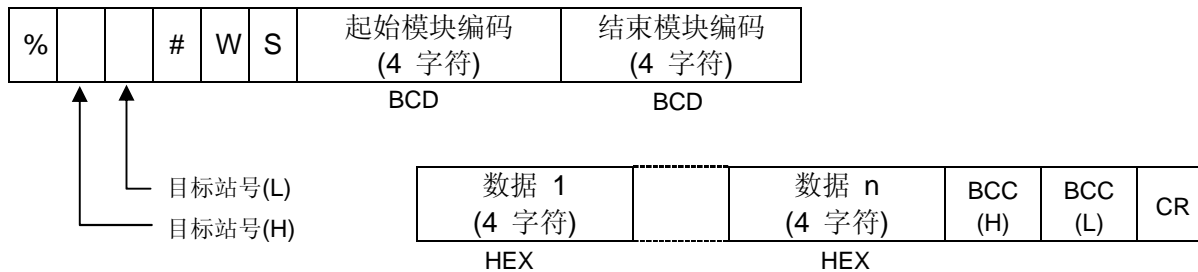 % # W S 起始模块编码 (4 字符) 结束模块编码 (4 字符)
BCD BCD
目标站号(L)
目标站号(H)
数据 1 (4 字符) 数据 n (4 字符) BCC (H) BCC (L) CR
HEX HEX